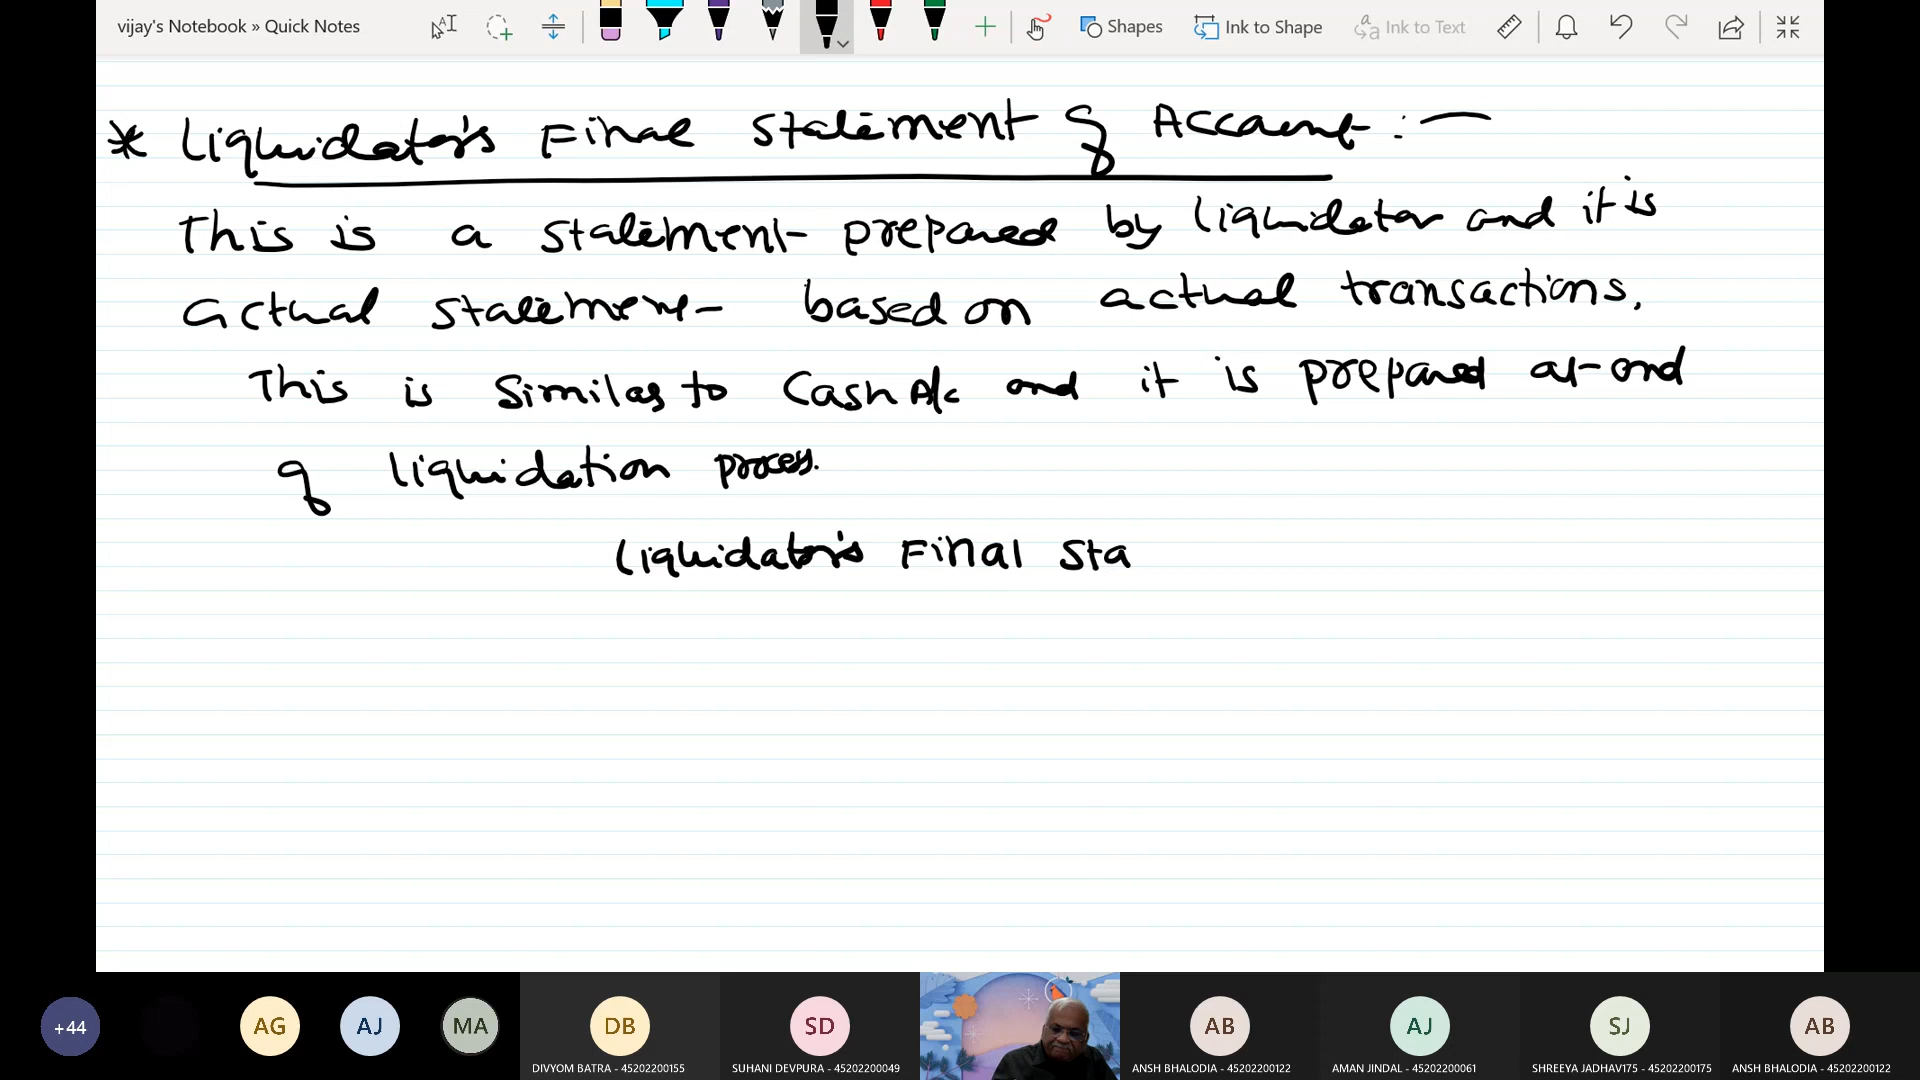 vijay's Notebook » Quick Notes
Shapes
Ink to Shape
Ink to Text
* Liquidator's Final Statement of Account :-
This is a statement prepared by liquidator and it is
actual statement based on actual transactions.
This is similar to Cash A/c and it is prepared at end
of liquidation process.
Liquidator's Final Sta
+44
AG
AJ
MA
DB
SD
AB
AJ
SJ
AB
DIVYOM BATRA - 45202200155
SUHANI DEVPURA - 45202200049
ANSH BHALODIA - 45202200122
AMAN JINDAL - 45202200061
SHREEYA JADHAV175 - 45202200175
ANSH BHALODIA - 45202200122